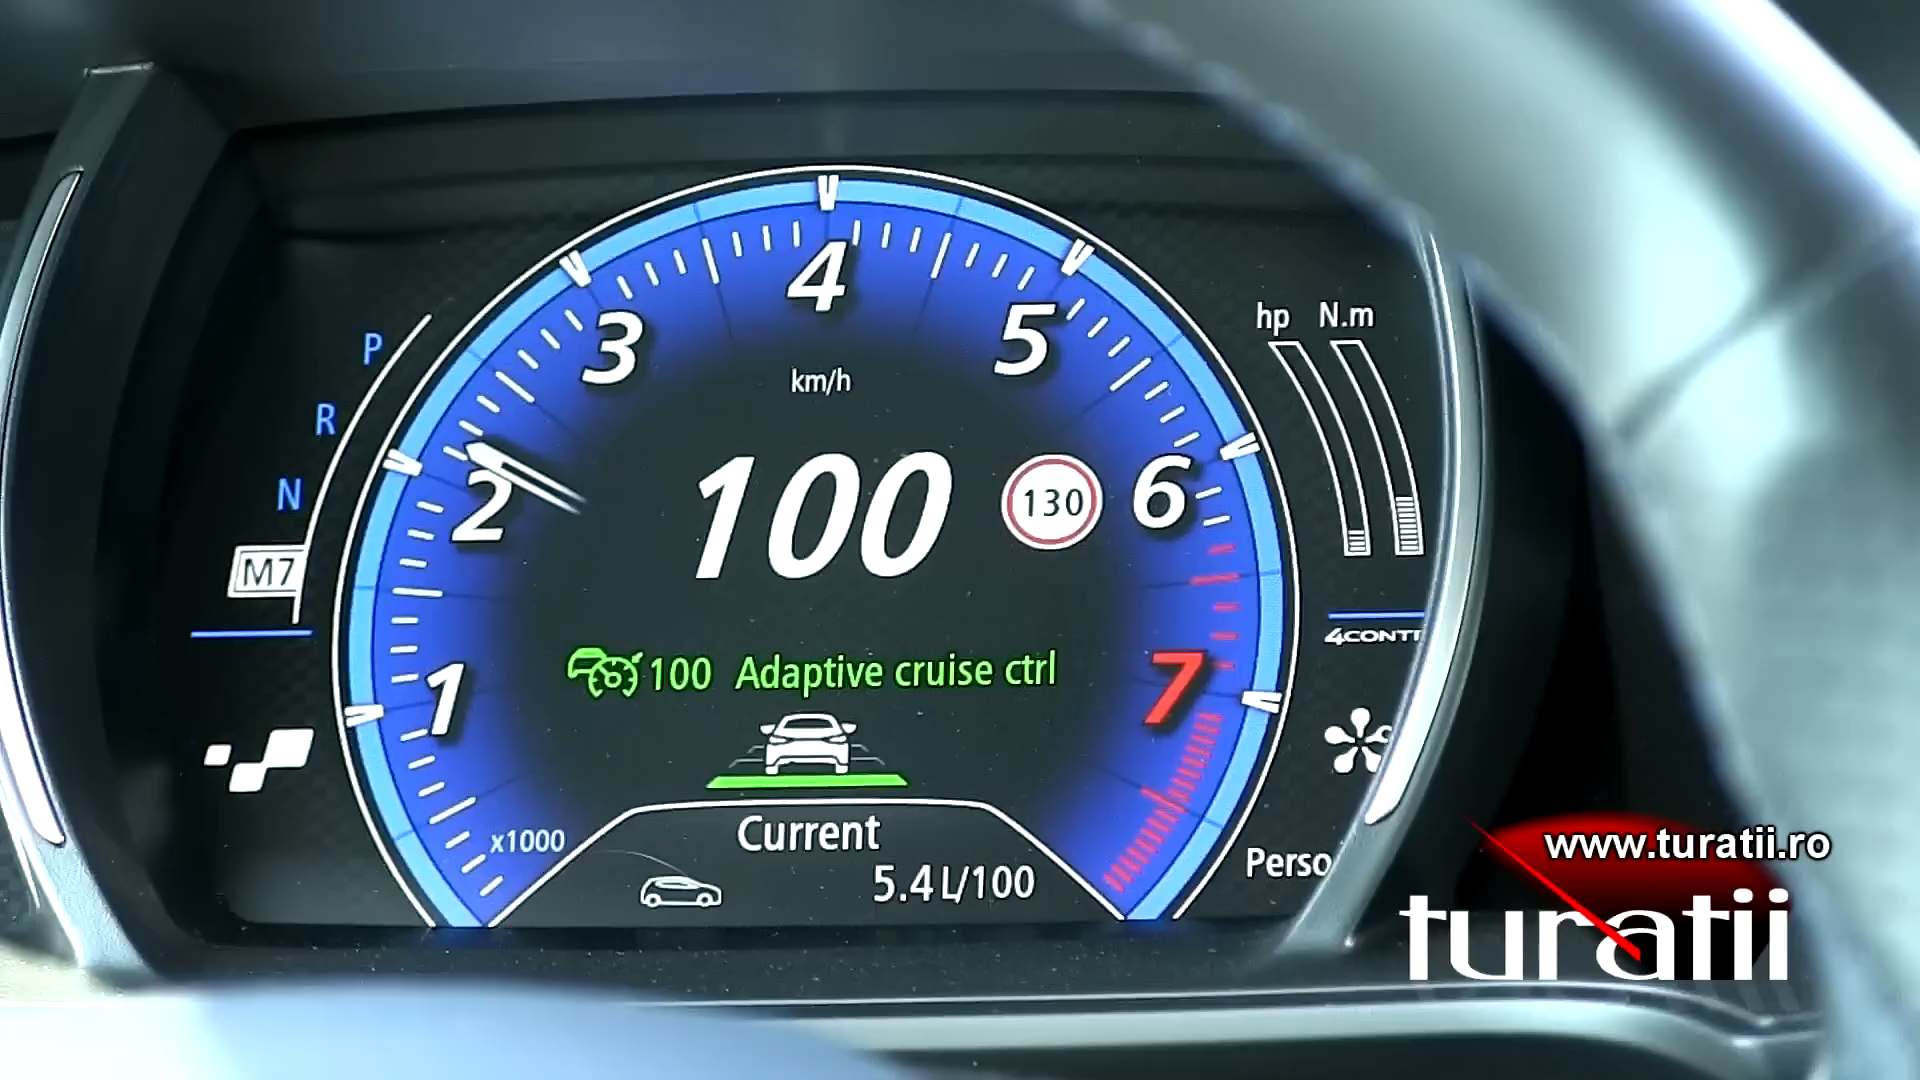 4
3
5
P
km/h
hp N.m
R
2
100
130
6
N
M7
4CONT
1
100 Adaptive cruise ctrl
7
x1000
Current
5.4 L/100
Perso
www.turatii.ro
turatii